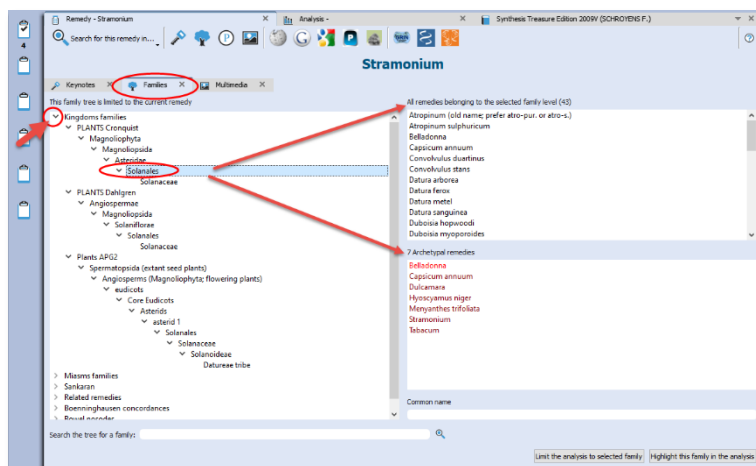 Remedy - Stramonium
Analysis -
Synthesis Treasure Edition 2009V (SCHROYENS F.)
4
Search for this remedy in...
Stramonium
Keynotes
Families
Multimedia
This family tree is limited to the current remedy
Kingdoms families
PLANTS Cronquist
Magnoliophyta
Magnoliopsida
Asteridae
Solanales
Solanaceae
PLANTS Dahlgren
Angiospermae
Magnoliopsida
Solaniflorae
Solanales
Solanaceae
Plants APG2
Spermatopsida (extant seed plants)
Angiosperms (Magnoliophyta; flowering plants)
eudicots
Core Eudicots
Asterids
asterid 1
Solanales
Solanaceae
Solanoideae
Datureae tribe
Miasms families
Sankaran
Related remedies
Boenninghausen concordances
All remedies belonging to the selected family level (43)
Atropinum (old name; prefer atro-pur. or atro-s.)
Atropinum sulphuricum
Belladonna
Capsicum annuum
Convolvulus duartinus
Convolvulus stans
Datura arborea
Datura ferox
Datura metel
Datura sanguinea
Duboisia hopwoodi
Duboisia myoporoides
7 Archetypal remedies
Belladonna
Capsicum annuum
Dulcamara
Hyoscyamus niger
Menyanthes trifoliata
Stramonium
Tabacum
Common name
Search the tree for a family:
Limit the analysis to selected family
Highlight this family in the analysis